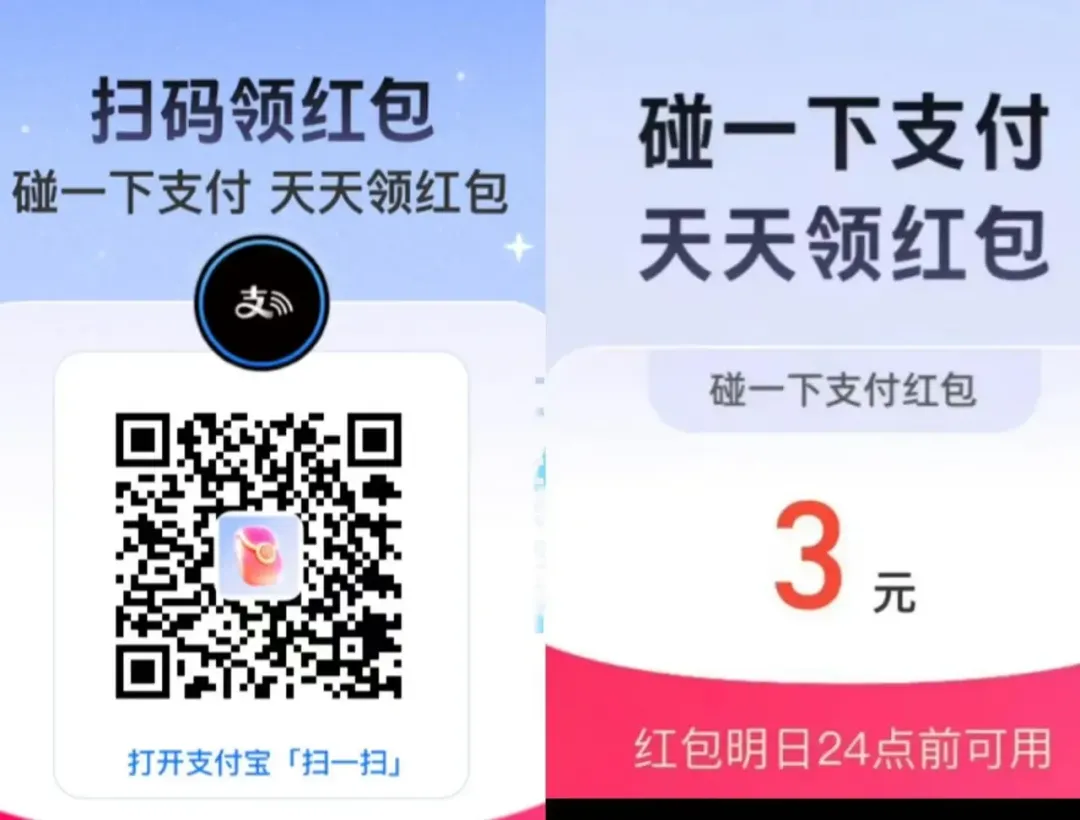 扫码领红包
碰一下支付 天天领红包
支
打开支付宝「扫一扫」
碰一下支付
天天领红包
碰一下支付红包
3元
红包明日24点前可用